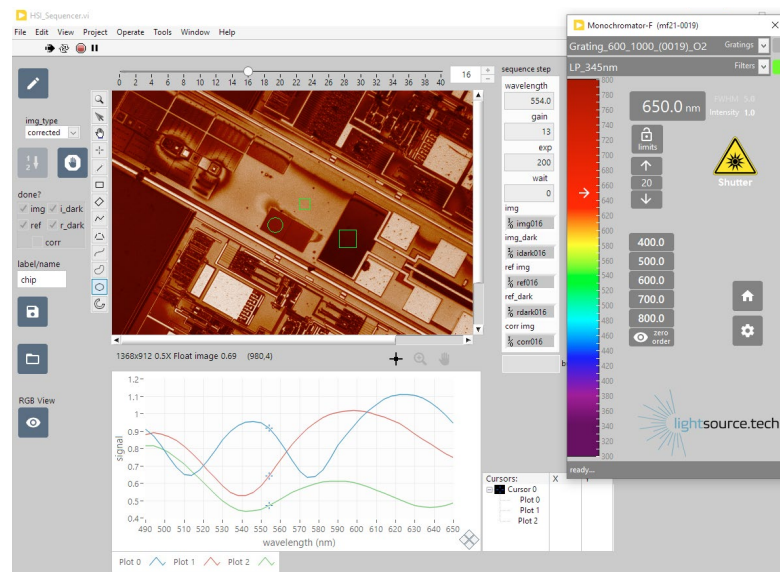 HSI_Sequencer.vi
File Edit View Project Operate Tools Window Help
img_type
corrected
done?
img i_dark
ref r_dark
corr
label/name
chip
RGB View
0 2 4 6 8 10 12 14 16 18 20 22 24 26 28 30 32 34 36 38 40
16
1368x912 0.5X Float image 0.69 (980,4)
sequence step
wavelength
554.0
gain
13
exp
200
wait
0
img
img016
img_dark
idark016
ref img
ref016
ref_dark
rdark016
corr img
corr016
b
signal
1.2
1.1
1
0.9
0.8
0.7
0.6
0.5
0.4
490 500 510 520 530 540 550 560 570 580 590 600 610 620 630 640 650
wavelength (nm)
Plot 0 Plot 1 Plot 2
Cursors: X Y
Cursor 0
Plot 0
Plot 1
Plot 2
Monochromator-F (mf21-0019)
Grating_600_1000_(0019)_O2 Gratings
LP_345nm Filters
800
780
760
740
720
700
680
660
640
620
600
580
560
540
520
500
480
460
440
420
400
380
360
340
320
300
650.0 nm
FWHM 5.0
Intensity 1.0
limits
20
Shutter
400.0
500.0
600.0
700.0
800.0
zero
order
lightsource.tech
ready...